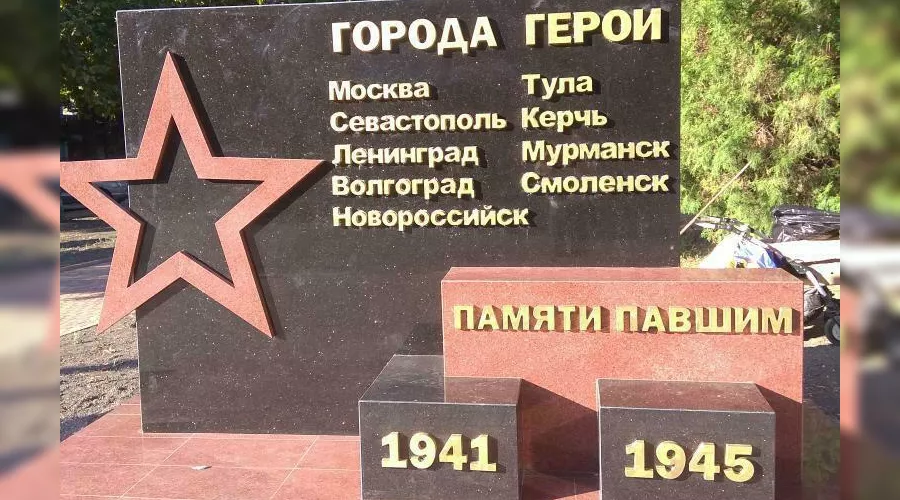 ГОРОДА ГЕРОИ
Москва Тула
Севастополь Керчь
Ленинград Мурманск
Волгоград Смоленск
Новороссийск
ПАМЯТИ ПАВШИМ
1941 1945